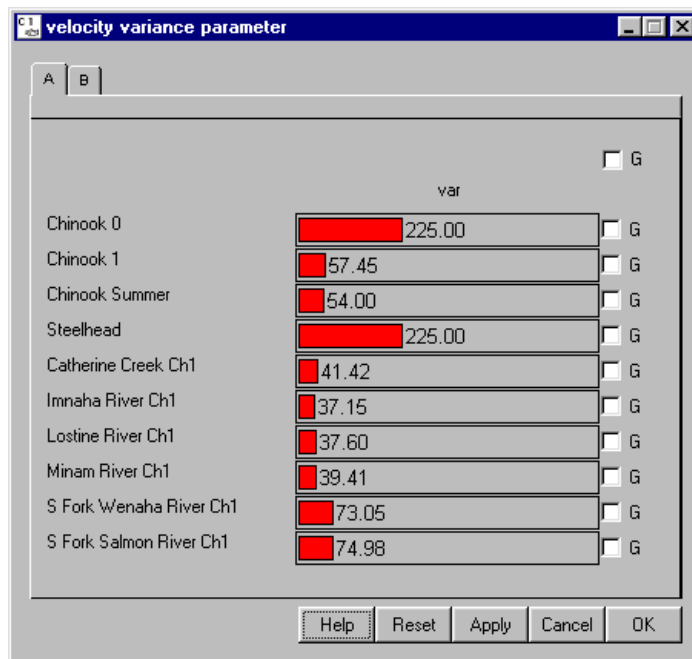 velocity variance parameter
A B
G
var
Chinook 0 225.00 G
Chinook 1 57.45 G
Chinook Summer 54.00 G
Steelhead 225.00 G
Catherine Creek Ch1 41.42 G
Imnaha River Ch1 37.15 G
Lostine River Ch1 37.60 G
Minam River Ch1 39.41 G
S Fork Wenaha River Ch1 73.05 G
S Fork Salmon River Ch1 74.98 G
Help Reset Apply Cancel OK